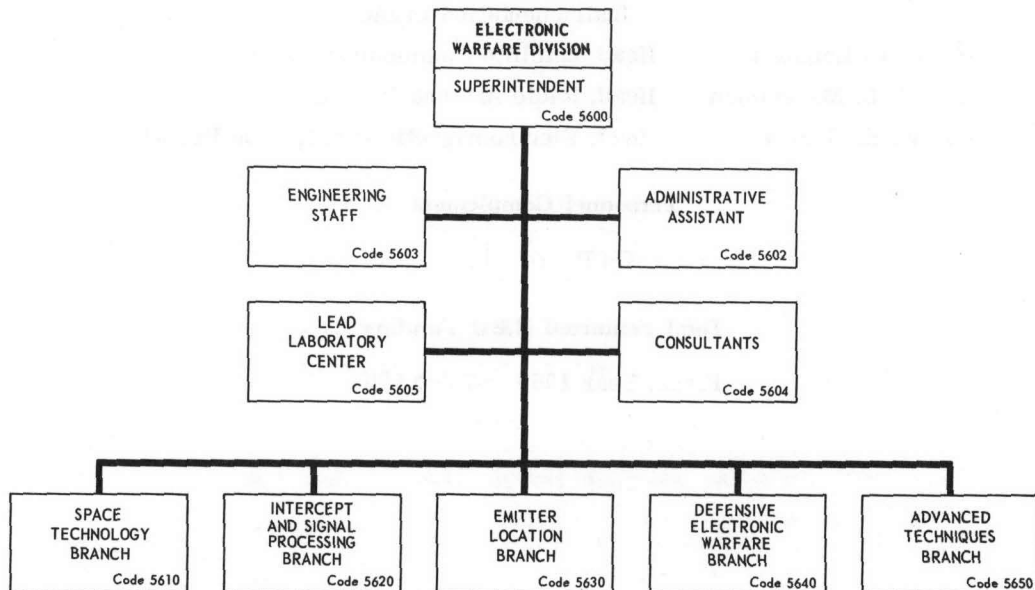 ELECTRONIC
WARFARE DIVISION
SUPERINTENDENT
Code 5600
ENGINEERING
STAFF
Code 5603
ADMINISTRATIVE
ASSISTANT
Code 5602
LEAD
LABORATORY
CENTER
Code 5605
CONSULTANTS
Code 5604
SPACE
TECHNOLOGY
BRANCH
Code 5610
INTERCEPT
AND SIGNAL
PROCESSING
BRANCH
Code 5620
EMITTER
LOCATION
BRANCH
Code 5630
DEFENSIVE
ELECTRONIC
WARFARE
BRANCH
Code 5640
ADVANCED
TECHNIQUES
BRANCH
Code 5650